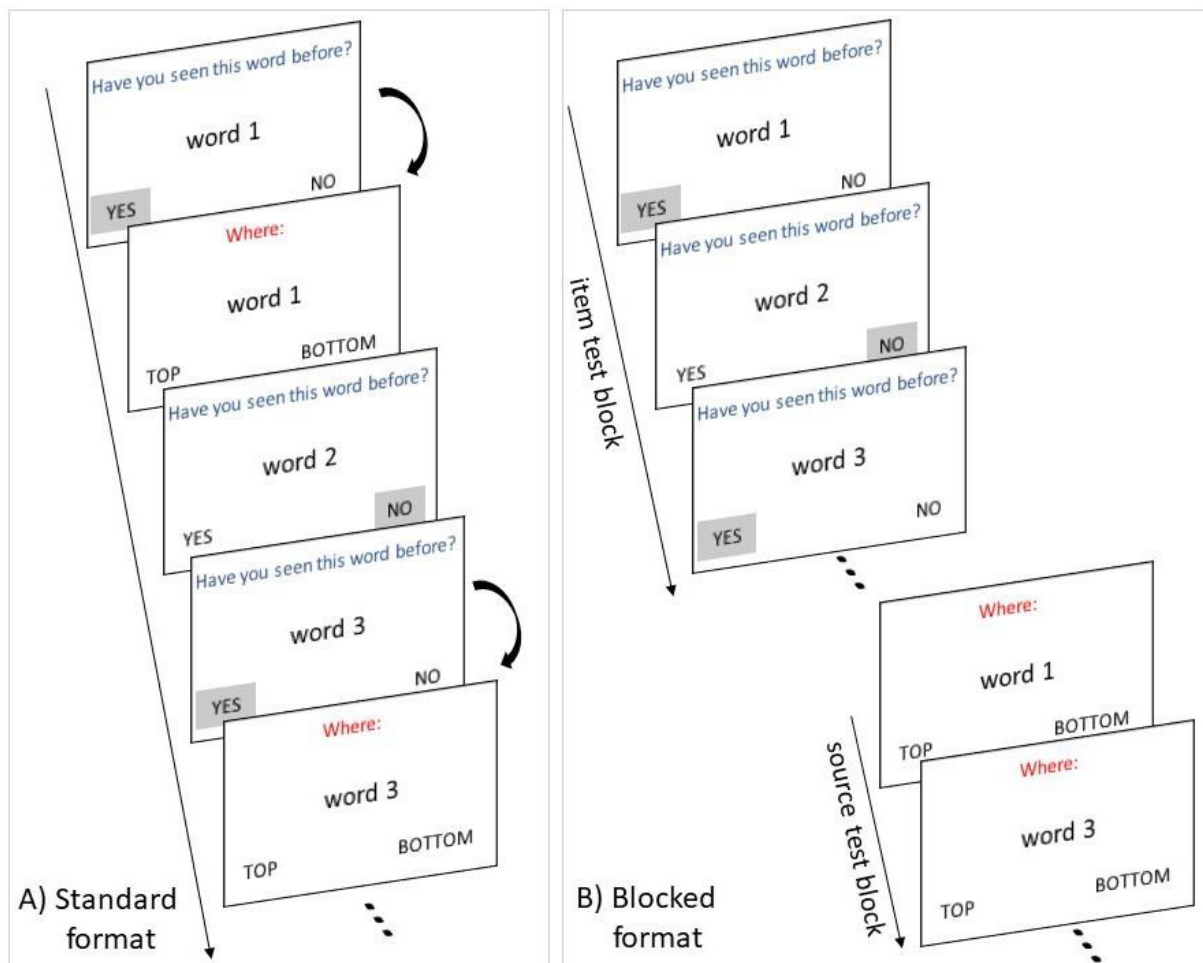 Have you seen this word before?
word 1
YES
NO
Where:
word 1
TOP
BOTTOM
Have you seen this word before?
word 2
YES
NO
Have you seen this word before?
word 3
YES
NO
Where:
word 3
TOP
BOTTOM
A) Standard
format
Have you seen this word before?
word 1
YES
NO
Have you seen this word before?
word 2
YES
NO
Have you seen this word before?
word 3
YES
NO
item test block
Where:
word 1
TOP
BOTTOM
Where:
word 3
TOP
BOTTOM
source test block
B) Blocked
format